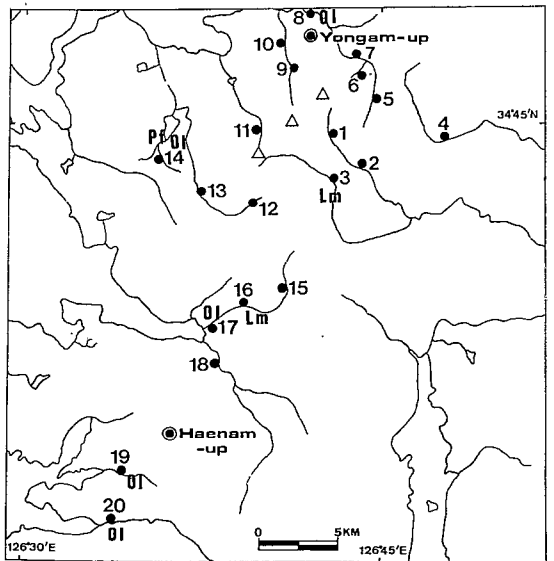 8 Ol
Yongam-up
10
7
9
6
5
34°45'N
4
11
1
Pf Ol
14
2
3
Lm
13
12
15
16
Ol Lm
17
18
Haenam
-up
19
Ol
20
Ol
0 5KM
126°30'E
126°45'E